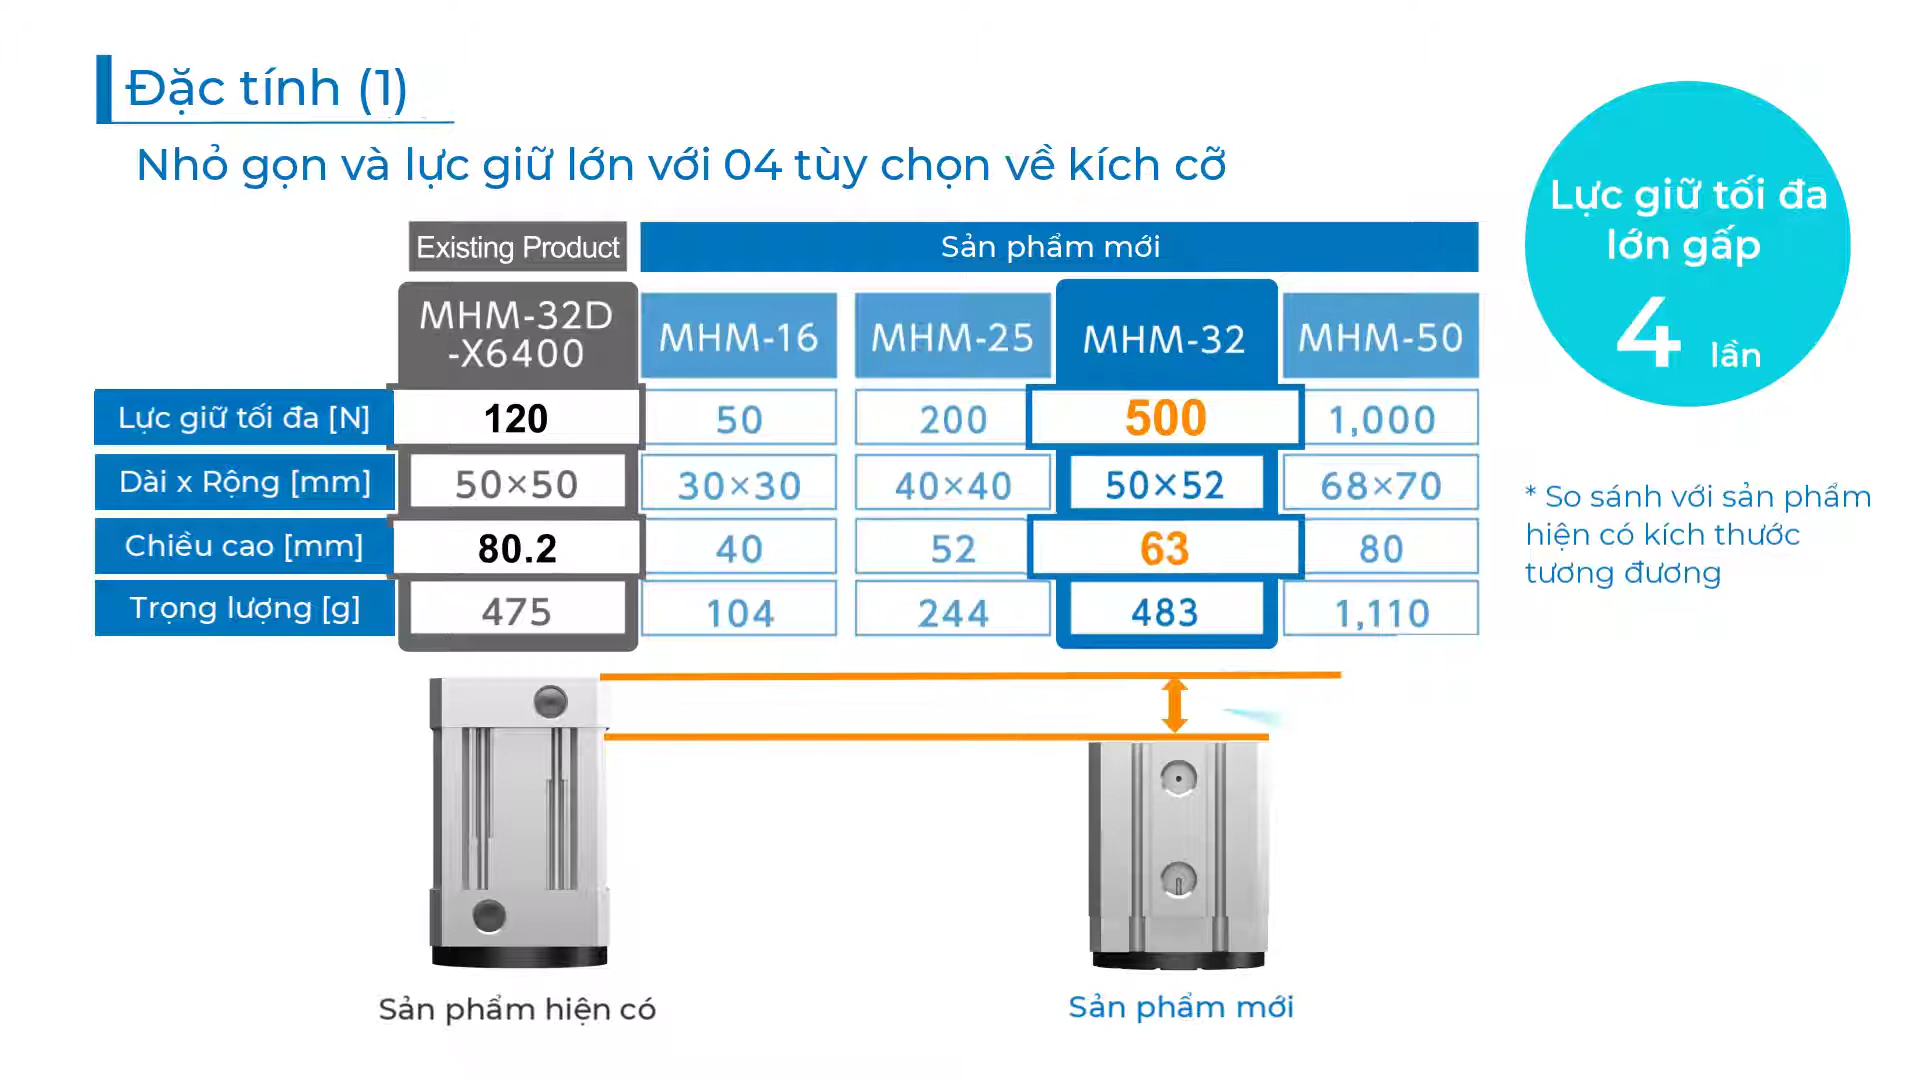 Đặc tính (1)
Nhỏ gọn và lực giữ lớn với 04 tùy chọn về kích cỡ
Lực giữ tối đa
lớn gấp
4 lần
Existing Product Sản phẩm mới
MHM-32D
-X6400
MHM-16 MHM-25 MHM-32 MHM-50
Lực giữ tối đa [N] 120 50 200 500 1,000
Dài x Rộng [mm] 50×50 30×30 40×40 50×52 68×70
Chiều cao [mm] 80.2 40 52 63 80
Trọng lượng [g] 475 104 244 483 1,110
* So sánh với sản phẩm
hiện có kích thước
tương đương
Sản phẩm hiện có
Sản phẩm mới